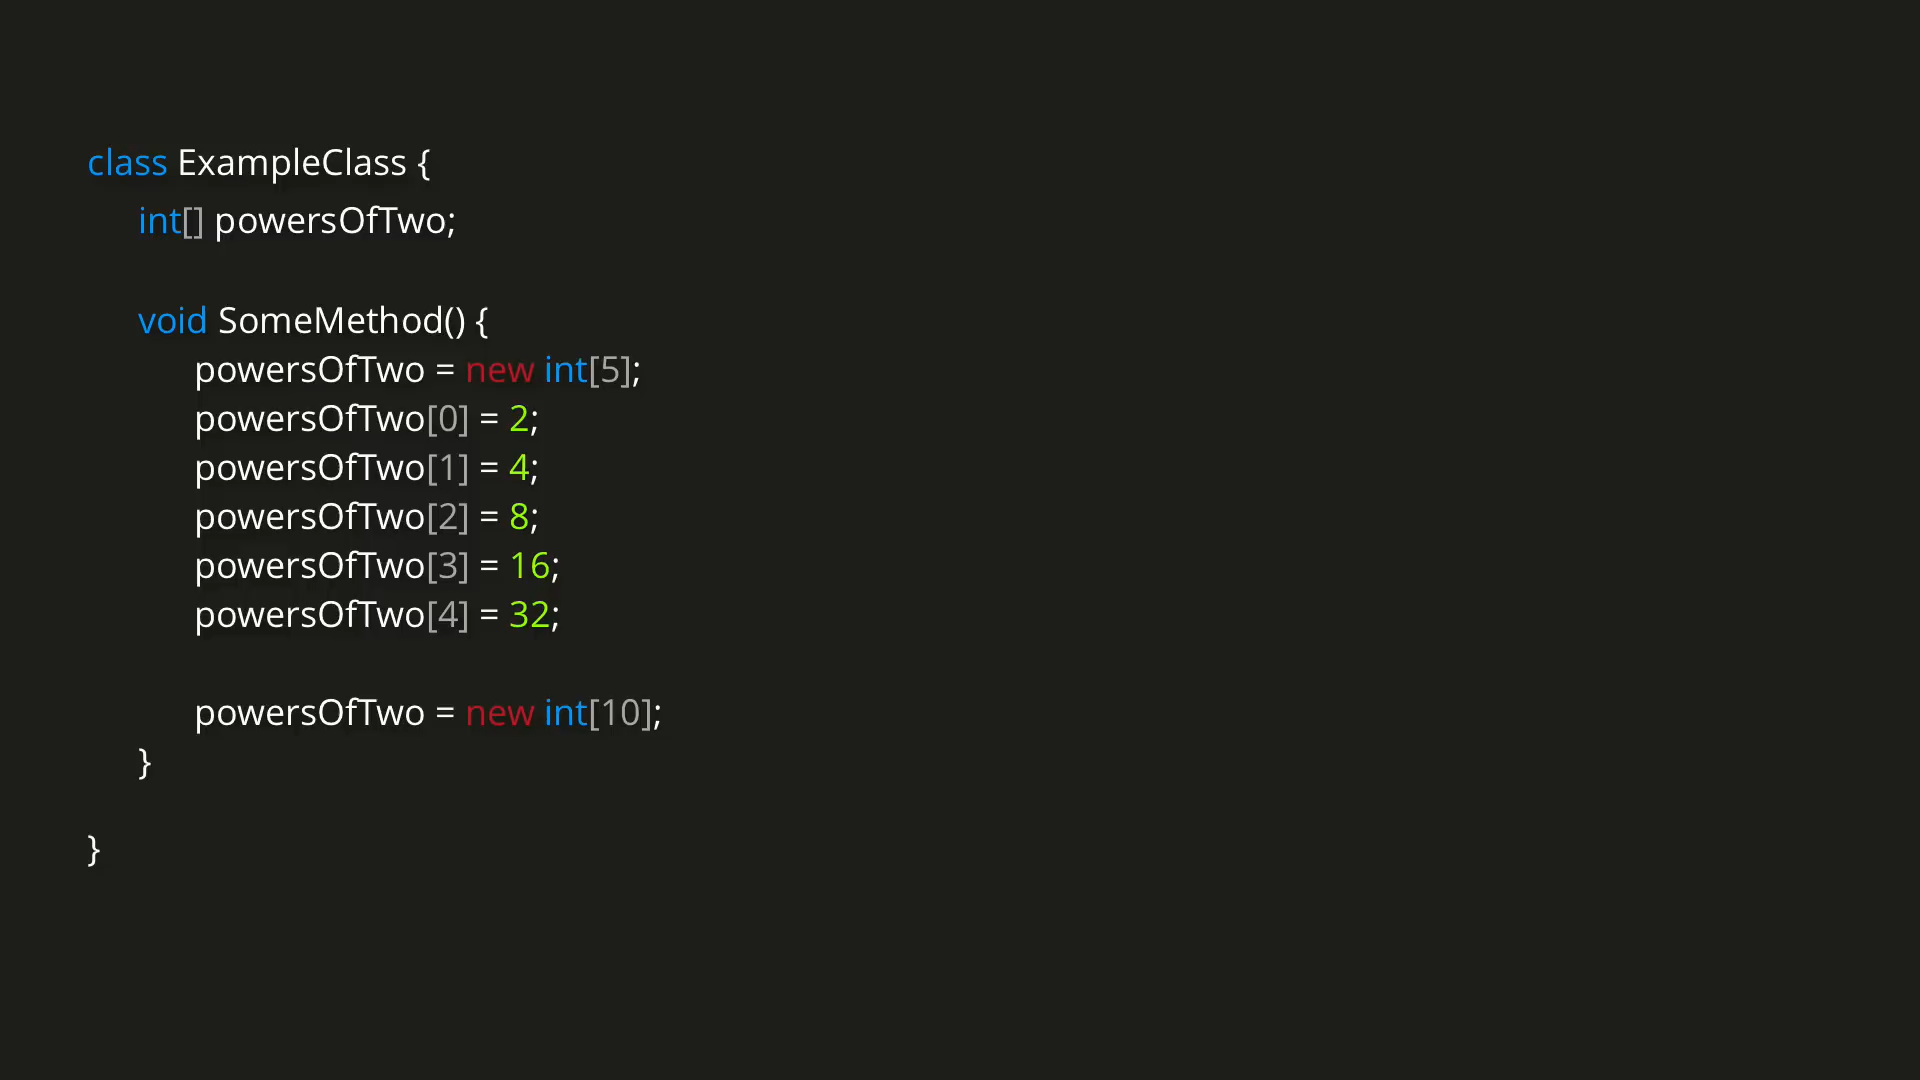 class ExampleClass {
int[] powersOfTwo;
void SomeMethod() {
powersOfTwo = new int[5];
powersOfTwo[0] = 2;
powersOfTwo[1] = 4;
powersOfTwo[2] = 8;
powersOfTwo[3] = 16;
powersOfTwo[4] = 32;
powersOfTwo = new int[10];
}
}